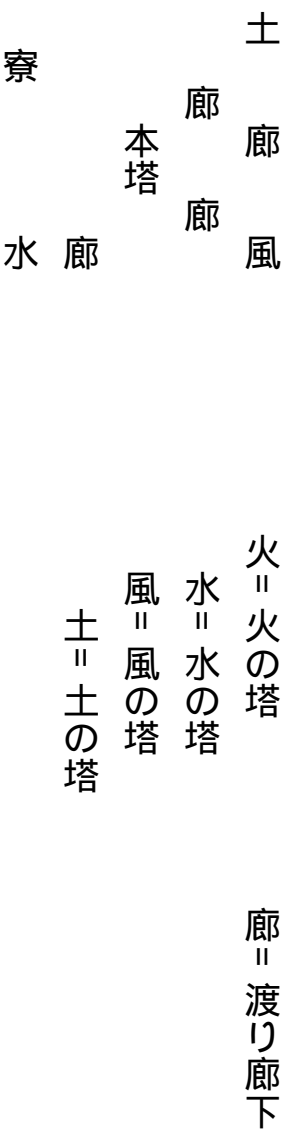 土　廊　風　火=火の塔　廊=渡り廊下
廊　廊　水=水の塔
本塔　風=風の塔
廊　土=土の塔
寮　水